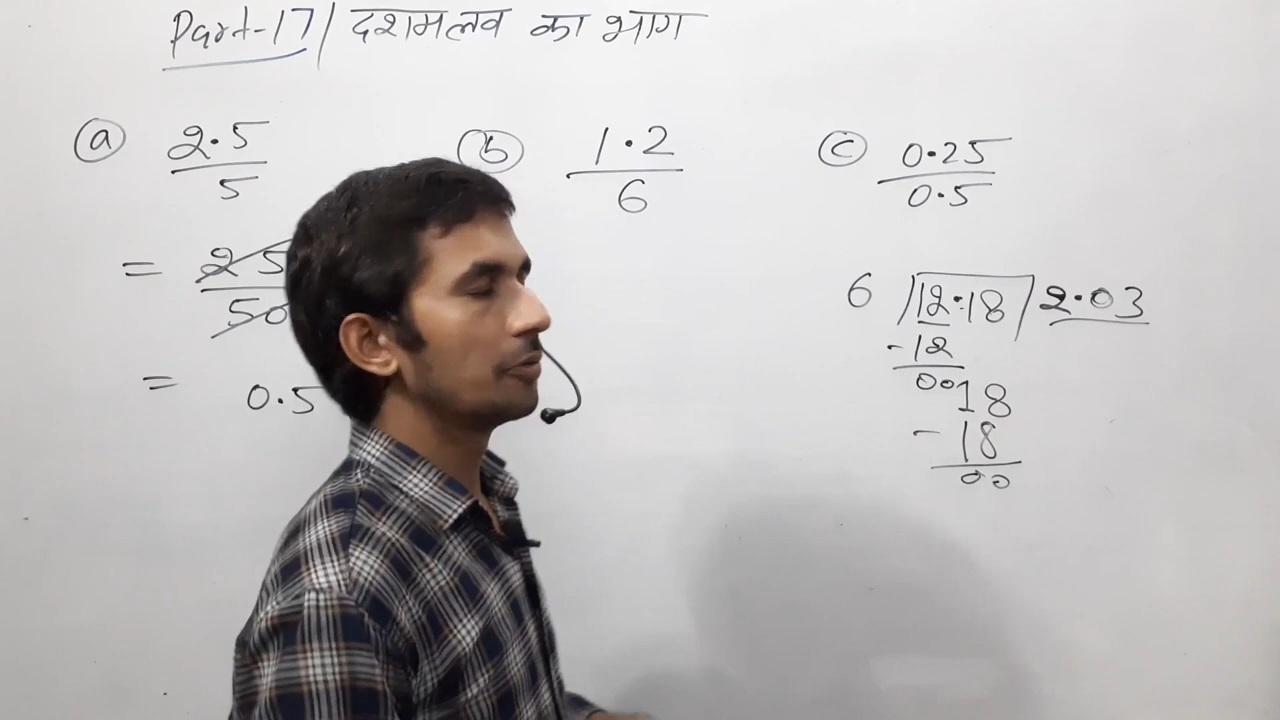 Part-17/ दशमलव का भाग
(a) 2.5 / 5
= 25 / 50
= 0.5
(b) 1.2 / 6
(c) 0.25 / 0.5
6 )12.18( 2.03
-12
0018
-18
00